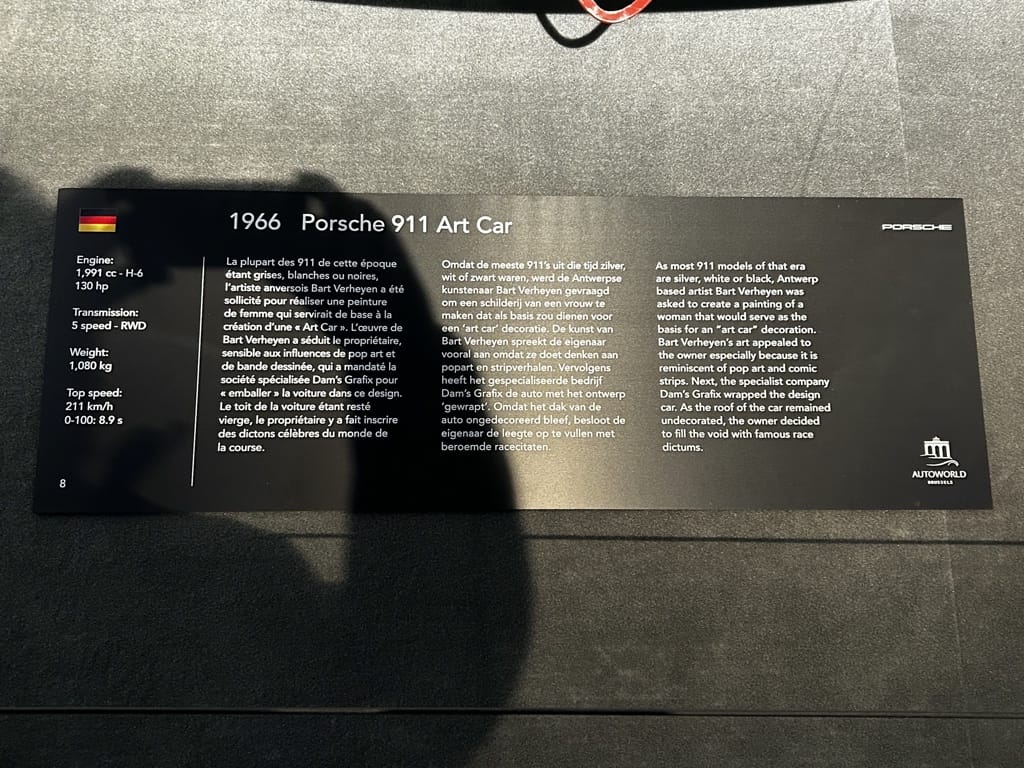 1966 Porsche 911 Art Car
PORSCHE
Engine:
1,991 cc - H-6
130 hp
Transmission:
5 speed - RWD
Weight:
1,080 kg
Top speed:
211 km/h
0-100: 8.9 s
8
La plupart des 911 de cette époque
étant grises, blanches ou noires,
l'artiste anversois Bart Verheyen a été
sollicité pour réaliser une peinture
de femme qui servirait de base à la
création d'une « Art Car ». L'œuvre de
Bart Verheyen a séduit le propriétaire,
sensible aux influences de pop art et
de bande dessinée, qui a mandaté la
société spécialisée Dam's Grafix pour
« emballer » la voiture dans ce design.
Le toit de la voiture étant resté
vierge, le propriétaire y a fait inscrire
des dictons célèbres du monde de
la course.
Omdat de meeste 911's uit die tijd zilver,
wit of zwart waren, werd de Antwerpse
kunstenaar Bart Verheyen gevraagd
om een schilderij van een vrouw te
maken dat als basis zou dienen voor
een 'art car' decoratie. De kunst van
Bart Verheyen spreekt de eigenaar
vooral aan omdat ze doet denken aan
popart en stripverhalen. Vervolgens
heeft het gespecialiseerde bedrijf
Dam's Grafix de auto met het ontwerp
'gewrapt'. Omdat het dak van de
auto ongedecoreerd bleef, besloot de
eigenaar de leegte op te vullen met
beroemde racecitaten.
As most 911 models of that era
are silver, white or black, Antwerp
based artist Bart Verheyen was
asked to create a painting of a
woman that would serve as the
basis for an "art car" decoration.
Bart Verheyen's art appealed to
the owner especially because it is
reminiscent of pop art and comic
strips. Next, the specialist company
Dam's Grafix wrapped the design
car. As the roof of the car remained
undecorated, the owner decided
to fill the void with famous race
dictums.
AUTOWORLD
BRUSSELS